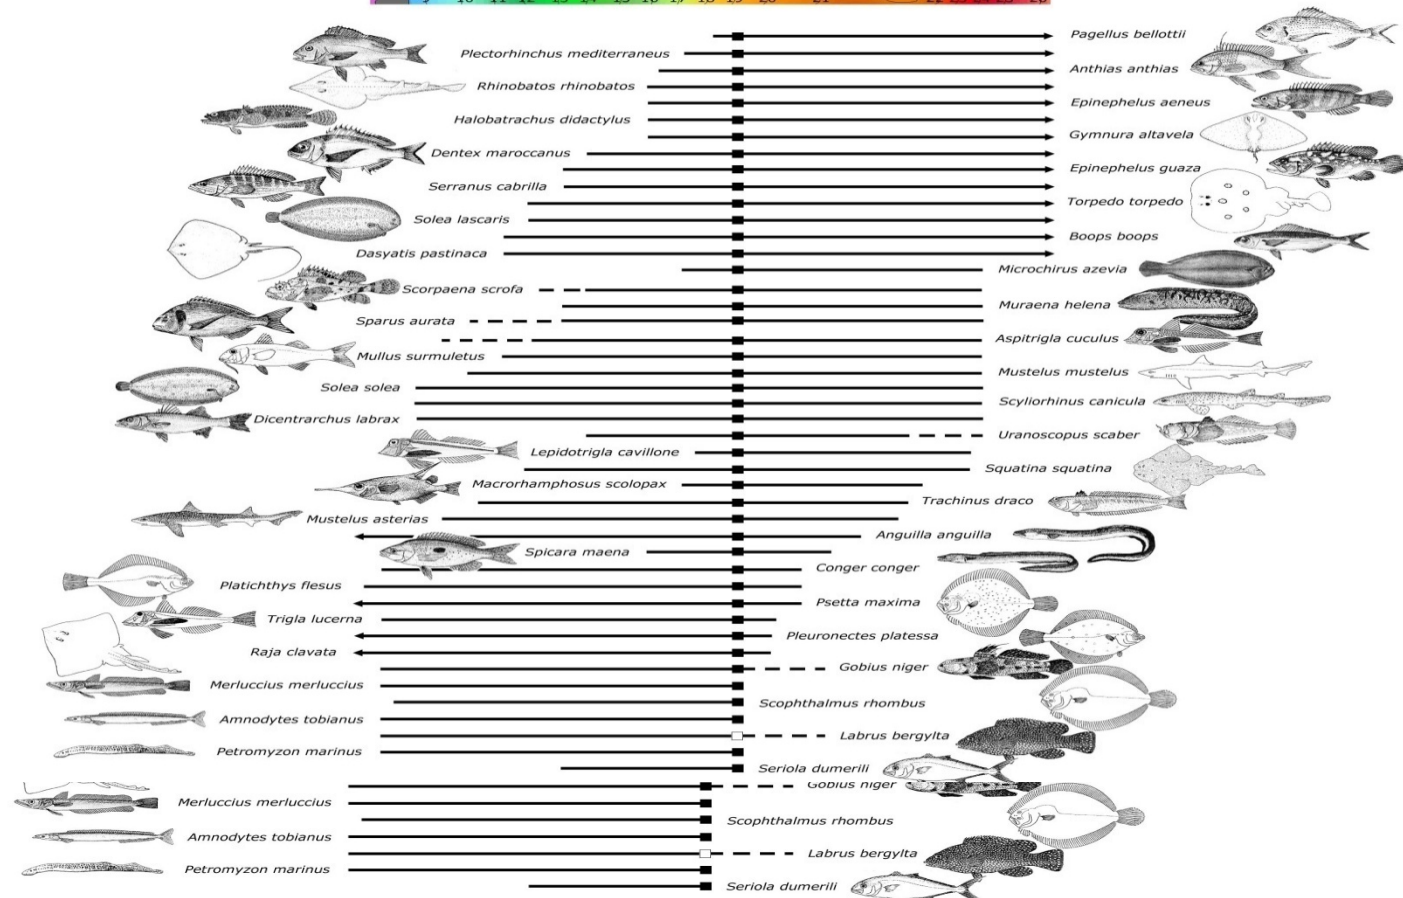 Pagellus bellottii
Plectorhinchus mediterraneus
Anthias anthias
Rhinobatos rhinobatos
Epinephelus aeneus
Halobatrachus didactylus
Gymnura altavela
Dentex maroccanus
Epinephelus guaza
Serranus cabrilla
Torpedo torpedo
Solea lascaris
Boops boops
Dasyatis pastinaca
Microchirus azevia
Scorpaena scrofa
Muraena helena
Sparus aurata
Aspitrigla cuculus
Mullus surmuletus
Mustelus mustelus
Solea solea
Scyliorhinus canicula
Dicentrarchus labrax
Uranoscopus scaber
Lepidotrigla cavillone
Squatina squatina
Macrorhamphosus scolopax
Trachinus draco
Mustelus asterias
Anguilla anguilla
Spicara maena
Conger conger
Platichthys flesus
Psetta maxima
Trigla lucerna
Pleuronectes platessa
Raja clavata
Gobius niger
Merluccius merluccius
Scophthalmus rhombus
Amnodytes tobianus
Labrus bergylta
Petromyzon marinus
Seriola dumerili
Gobius niger
Merluccius merluccius
Scophthalmus rhombus
Amnodytes tobianus
Labrus bergylta
Petromyzon marinus
Seriola dumerili